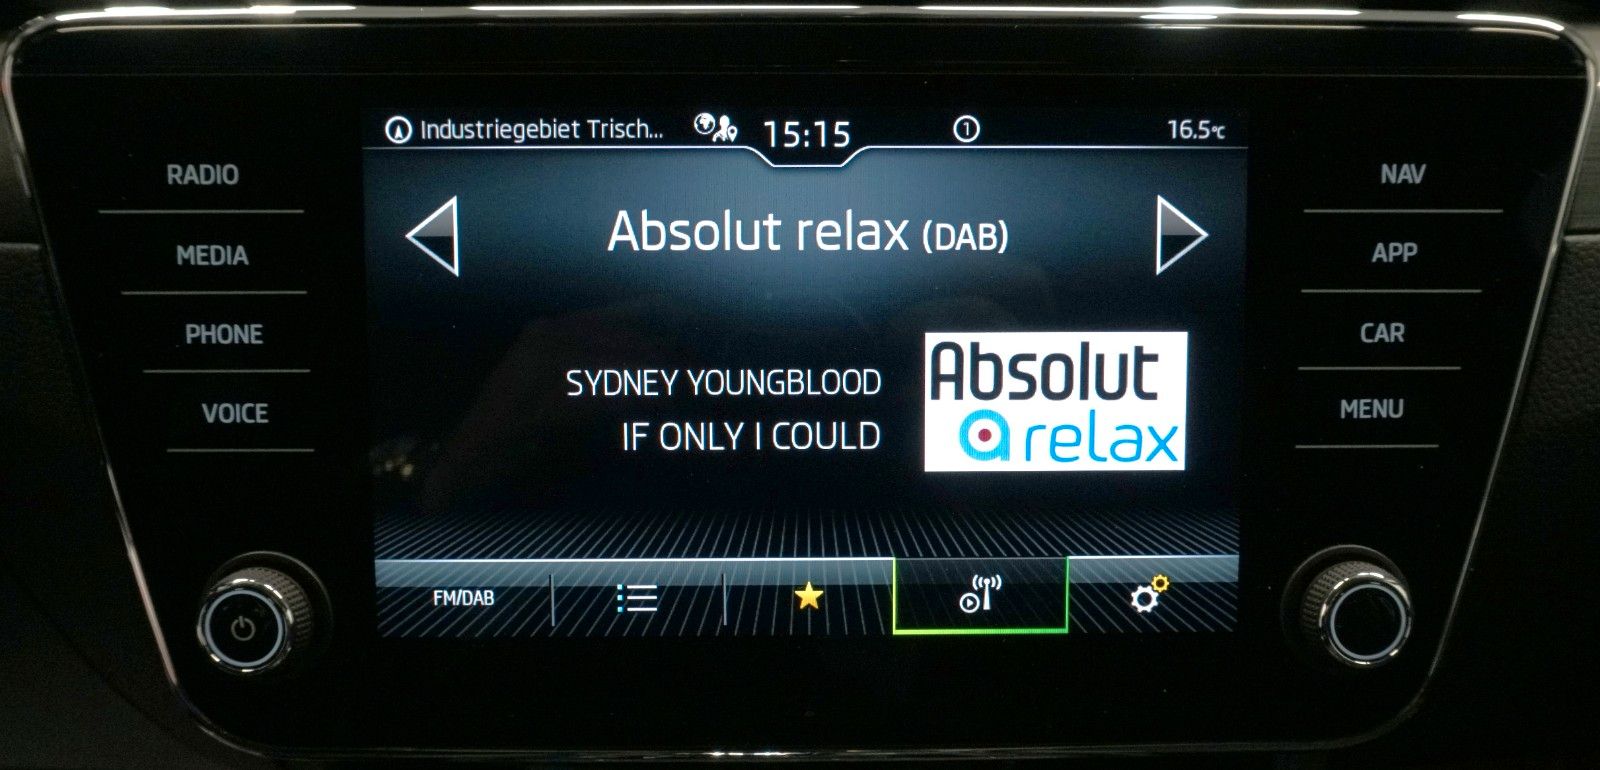 Industriegebiet Trisch...
15:15
1
16.5°C
RADIO
MEDIA
PHONE
VOICE
Absolut relax (DAB)
SYDNEY YOUNGBLOOD
IF ONLY I COULD
Absolut
a relax
FM/DAB
NAV
APP
CAR
MENU